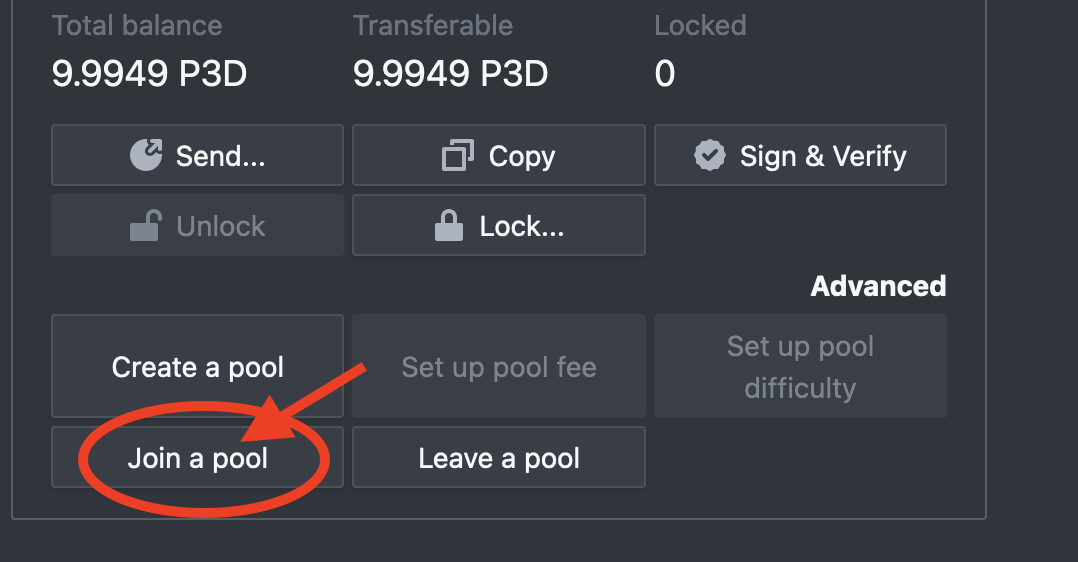 Total balance Transferable Locked
9.9949 P3D 9.9949 P3D 0
Send... Copy Sign & Verify
Unlock Lock...
Advanced
Create a pool Set up pool fee Set up pool
difficulty
Join a pool Leave a pool